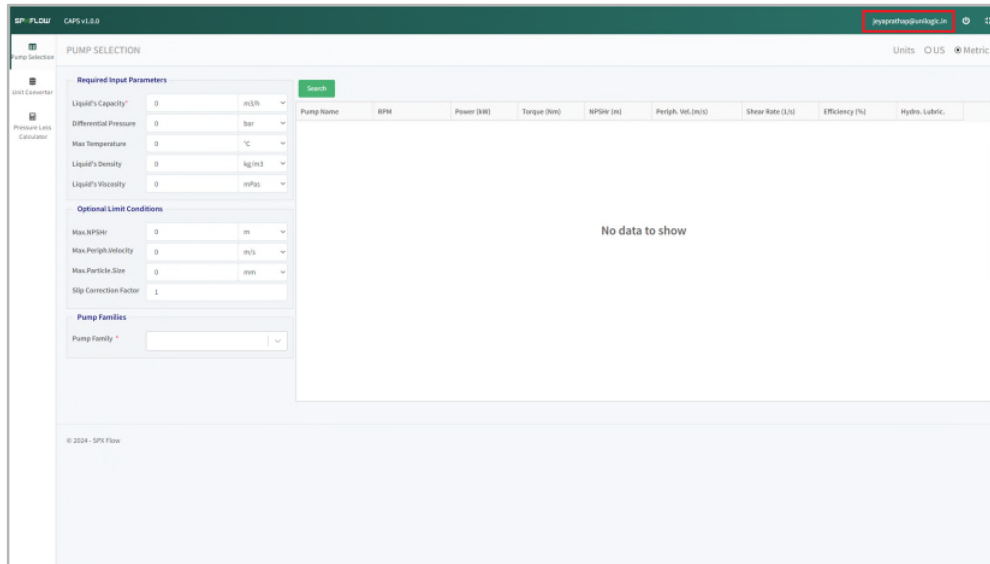 SPXFLOW CAPS v1.0.0 jeyaprathap@unilogic.in
Pump Selection
Unit Converter
Pressure Loss
Calculator
PUMP SELECTION Units US Metric
Required Input Parameters
Liquid's Capacity* 0 m3/h
Differential Pressure 0 bar
Max Temperature 0 °C
Liquid's Density 0 kg/m3
Liquid's Viscosity 0 mPas
Optional Limit Conditions
Max.NPSHr 0 m
Max.Periph.Velocity 0 m/s
Max.Particle.Size 0 mm
Slip Correction Factor 1
Pump Families
Pump Family *
Search
Pump Name RPM Power (kW) Torque (Nm) NPSHr (m) Periph. Vel.(m/s) Shear Rate (1/s) Efficiency (%) Hydro. Lubric.
No data to show
© 2024 - SPX Flow